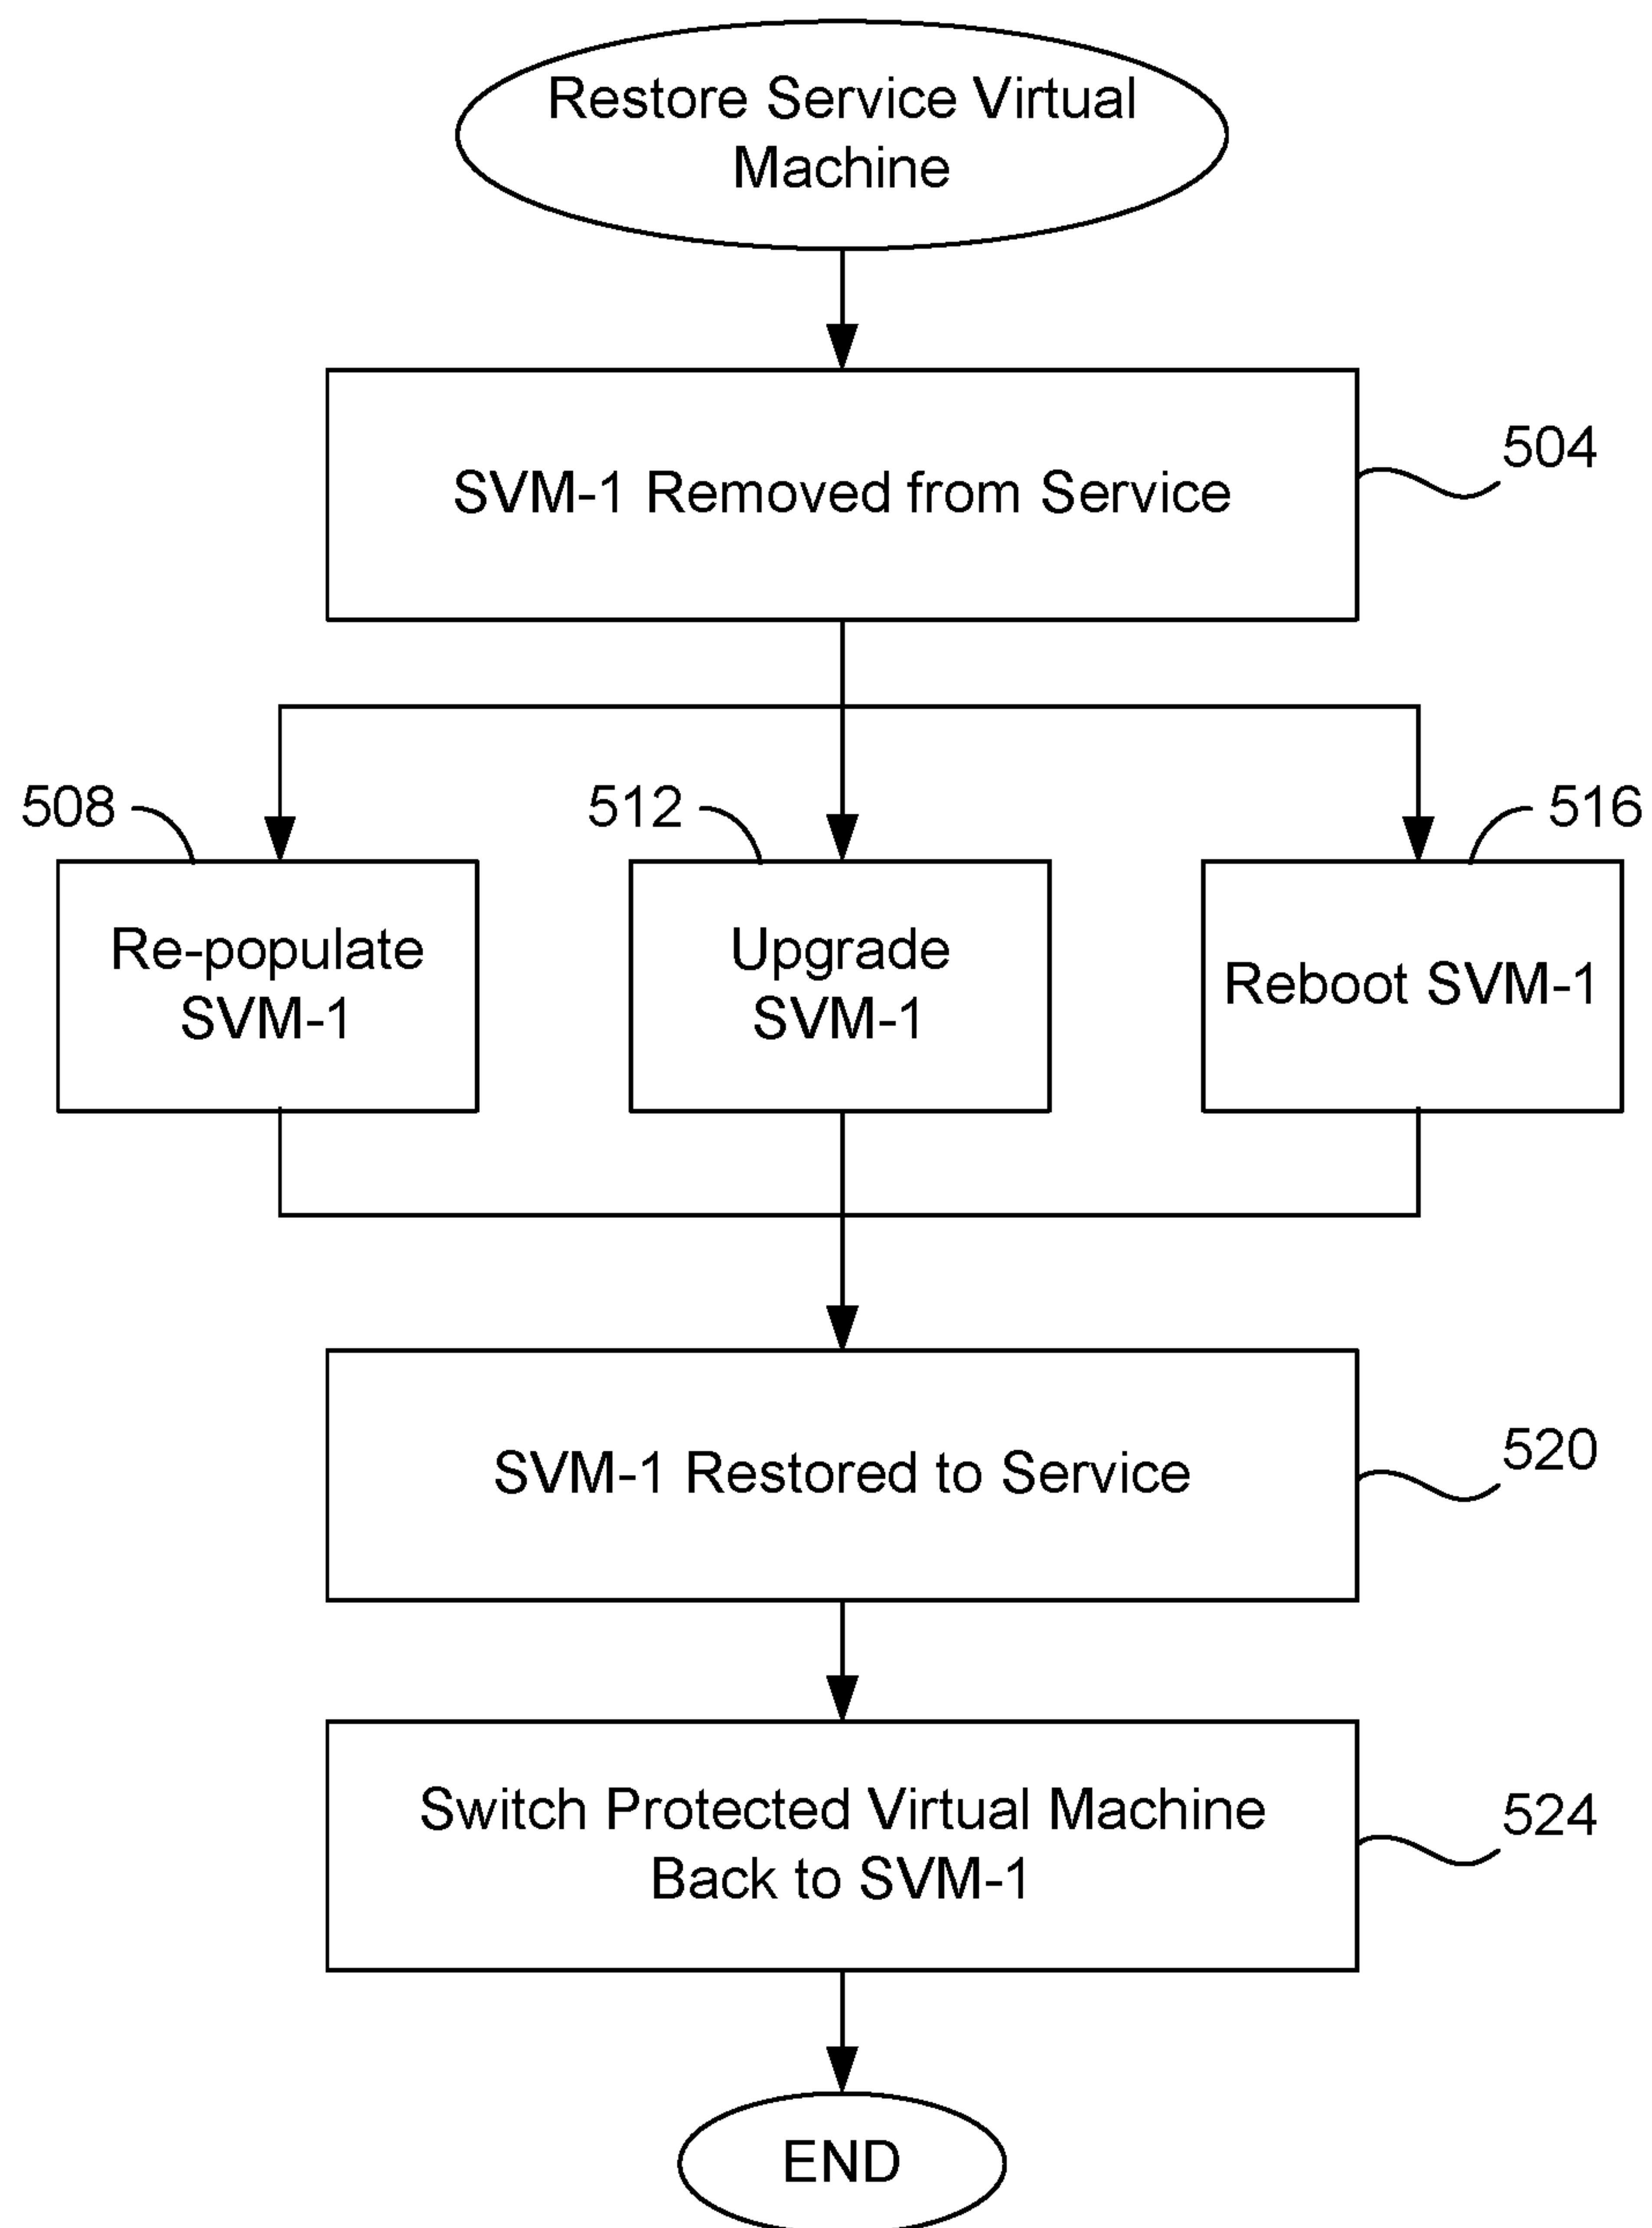 Restore Service Virtual
Machine
504
SVM-1 Removed from Service
508
512
516
Re-populate
SVM-1
Upgrade
SVM-1
Reboot SVM-1
520
SVM-1 Restored to Service
524
Switch Protected Virtual Machine
Back to SVM-1
END